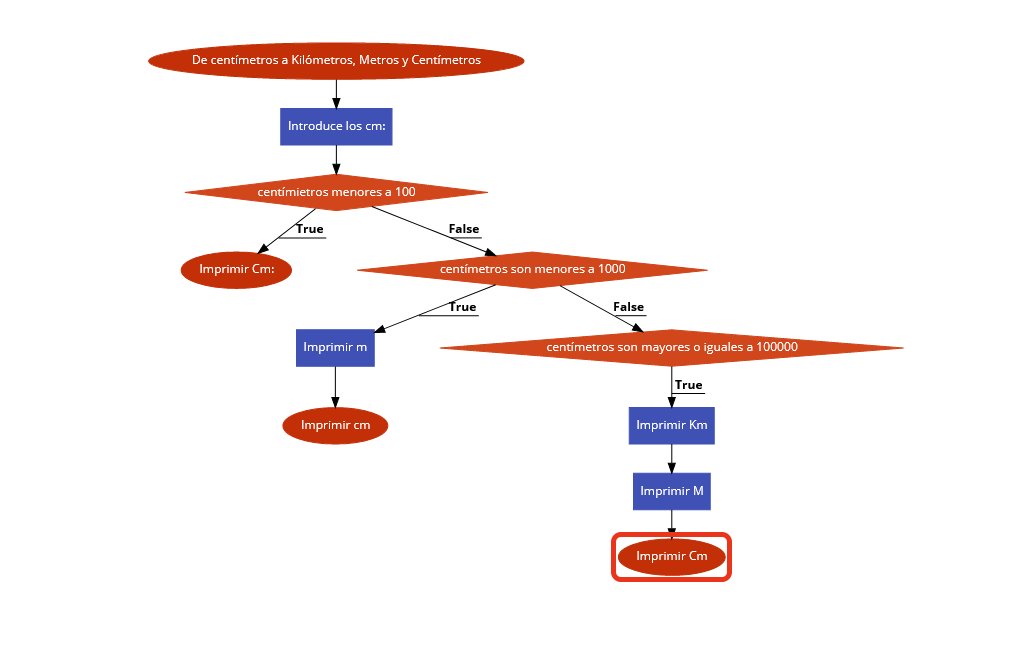 De centímetros a Kilómetros, Metros y Centímetros
Introduce los cm:
centímietros menores a 100
True
False
Imprimir Cm:
centímetros son menores a 1000
True
False
Imprimir m
centímetros son mayores o iguales a 100000
True
Imprimir cm
Imprimir Km
Imprimir M
Imprimir Cm